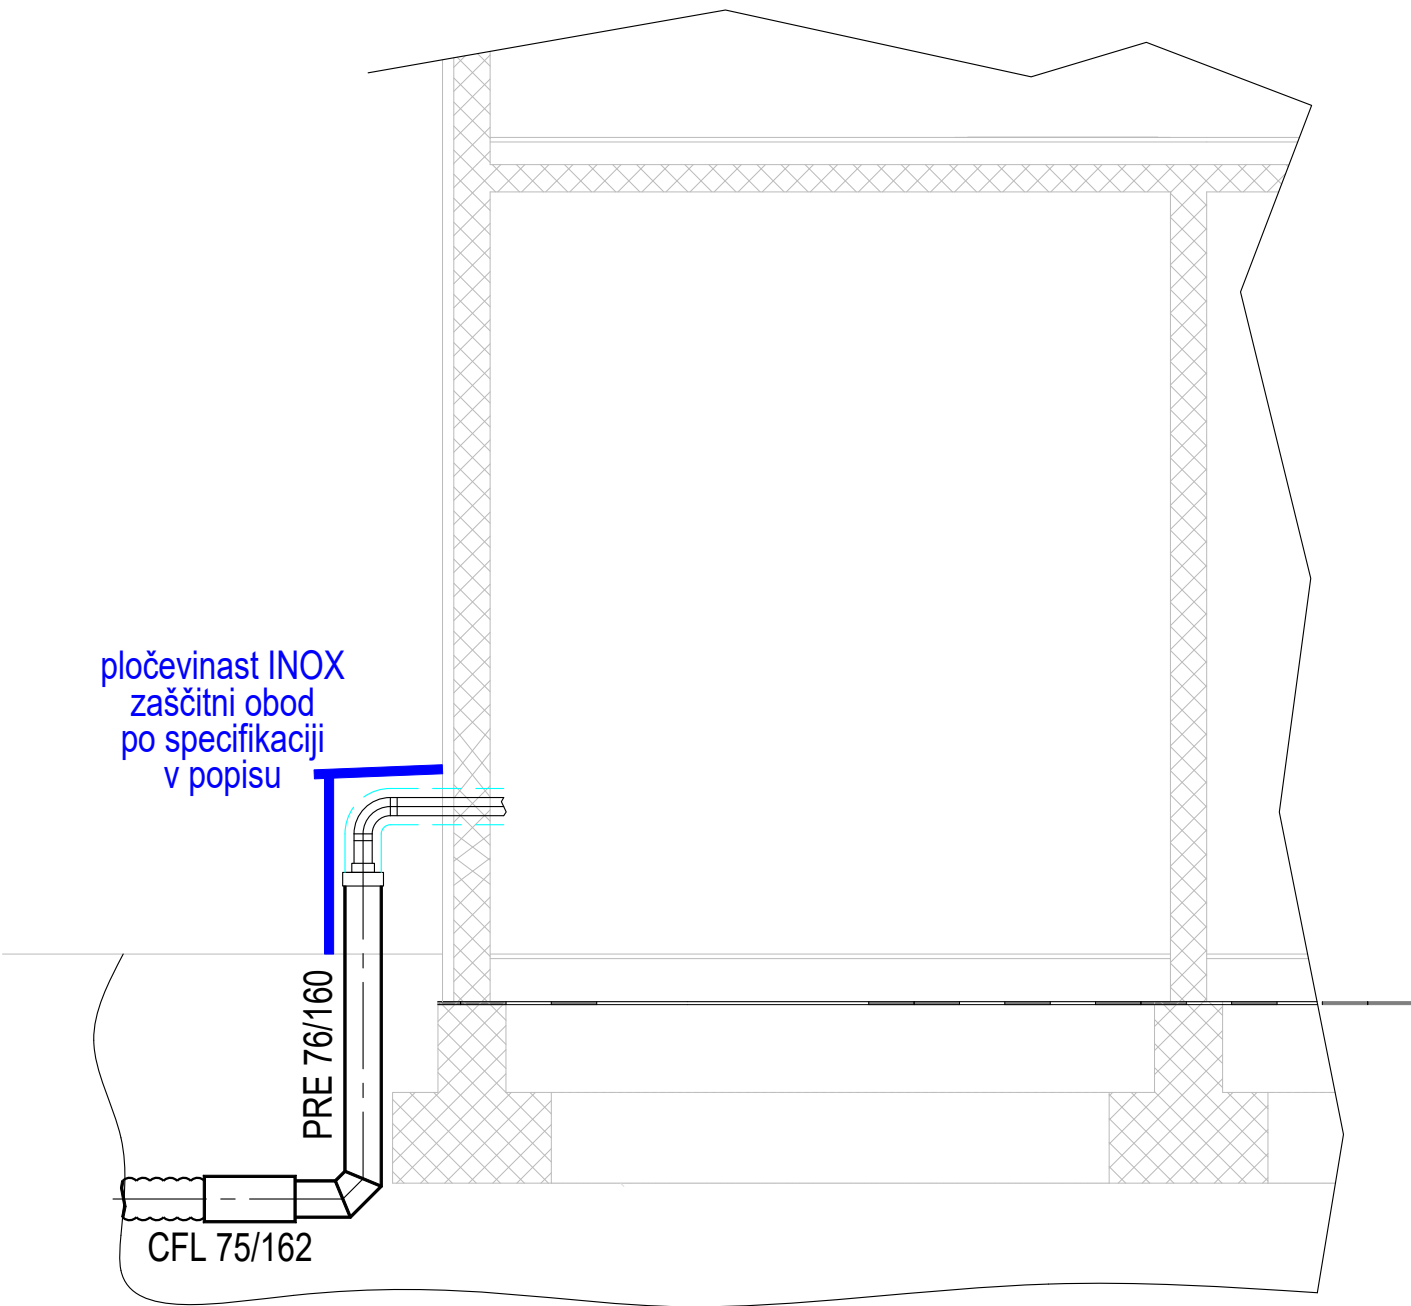 pločevinast INOX
zaščitni obod
po specifikaciji
v popisu
PRE 76/160
CFL 75/162